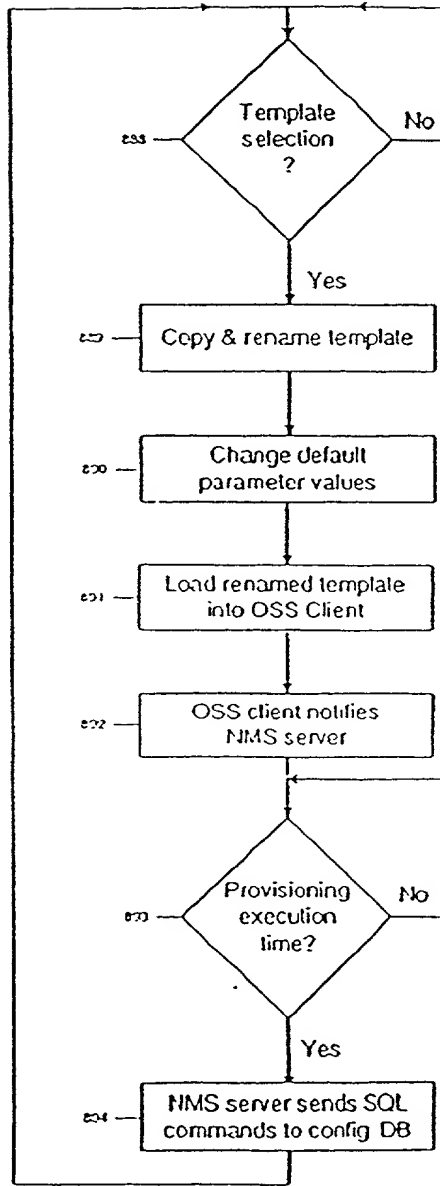 Template
selection
?
No
Yes
Copy & rename template
Change default
parameter values
Load renamed template
into OSS Client
OSS client notifies
NMS server
Provisioning
execution
time?
No
Yes
NMS server sends SQL
commands to config DB